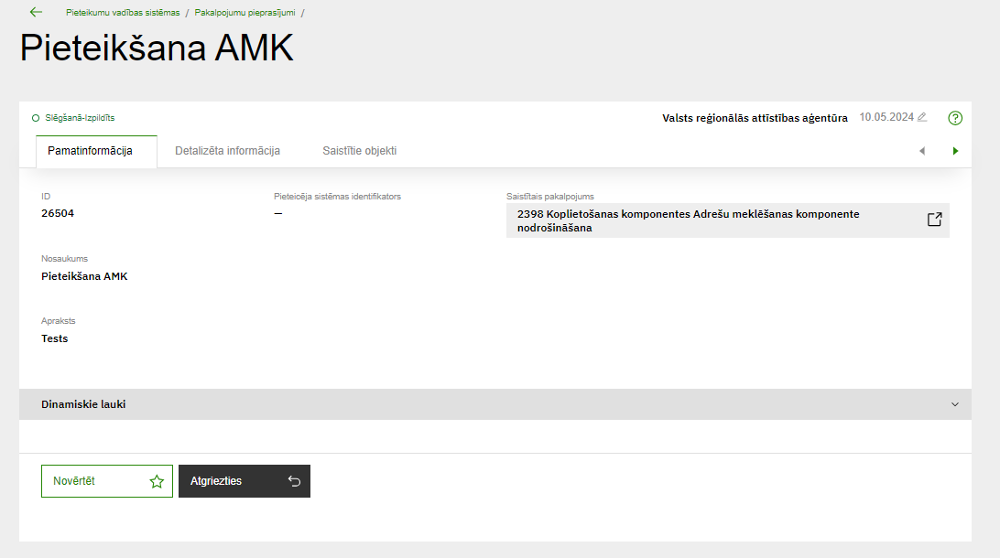 Pieteikumu vadības sistēmas / Pakalpojumu pieprasījumi /
Pieteikšana AMK
Slēgšanā-Izpildīts
Valsts reģionālās attīstības aģentūra 10.05.2024
Pamatinformācija Detalizēta informācija Saistītie objekti
ID
26504
Pieteicēja sistēmas identifikators
—
Saistītais pakalpojums
2398 Koplietošanas komponentes Adrešu meklēšanas komponente
nodrošināšana
Nosaukums
Pieteikšana AMK
Apraksts
Tests
Dinamiskie lauki
Novērtēt
Atgriezties